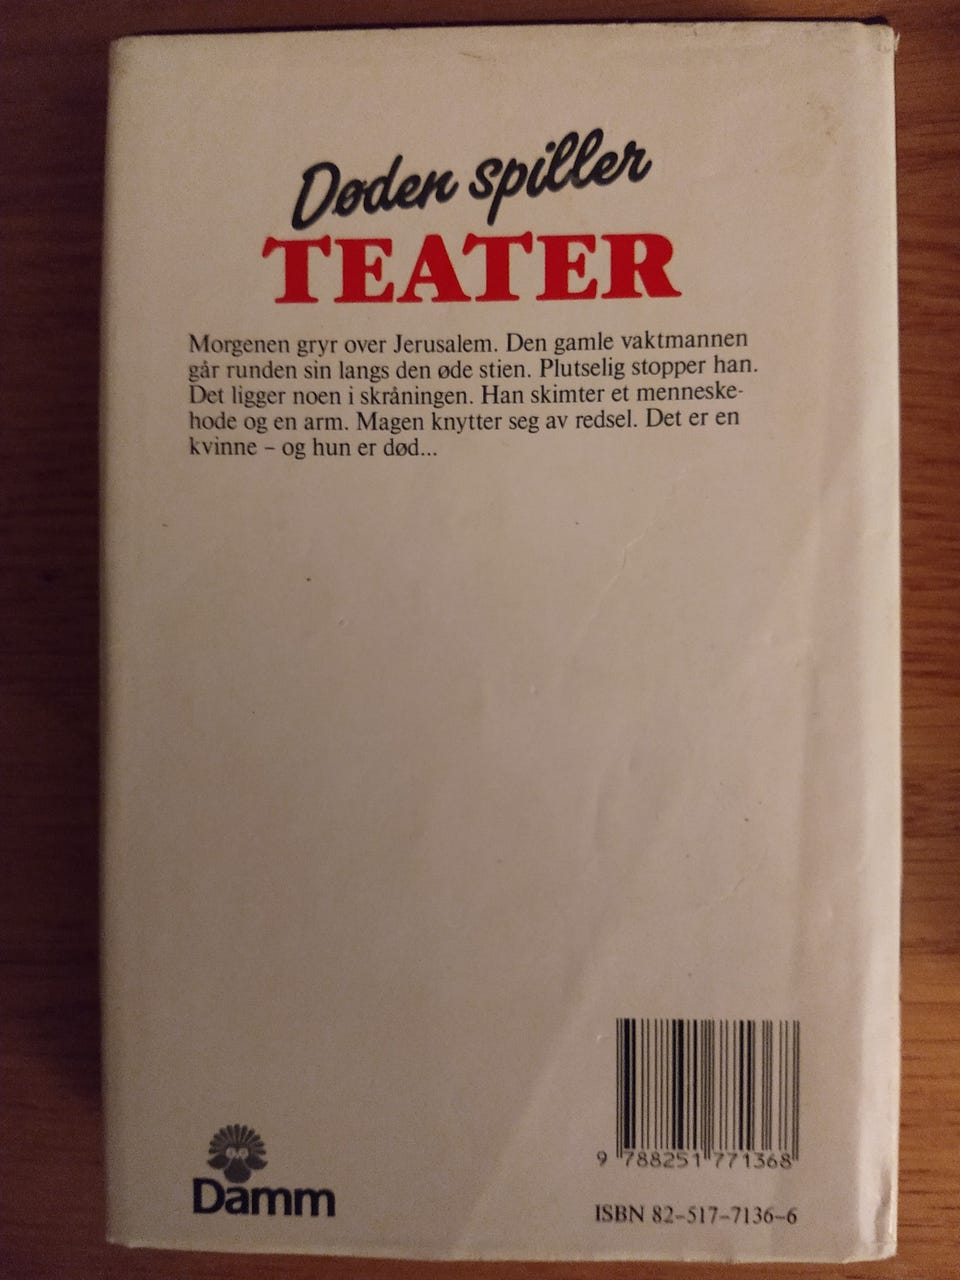 Døden spiller
TEATER
Morgenen gryr over Jerusalem. Den gamle vaktmannen
går runden sin langs den øde stien. Plutselig stopper han.
Det ligger noen i skråningen. Han skimter et menneske-
hode og en arm. Magen knytter seg av redsel. Det er en
kvinne – og hun er død...
9 788251 771368
Damm
ISBN 82-517-7136-6